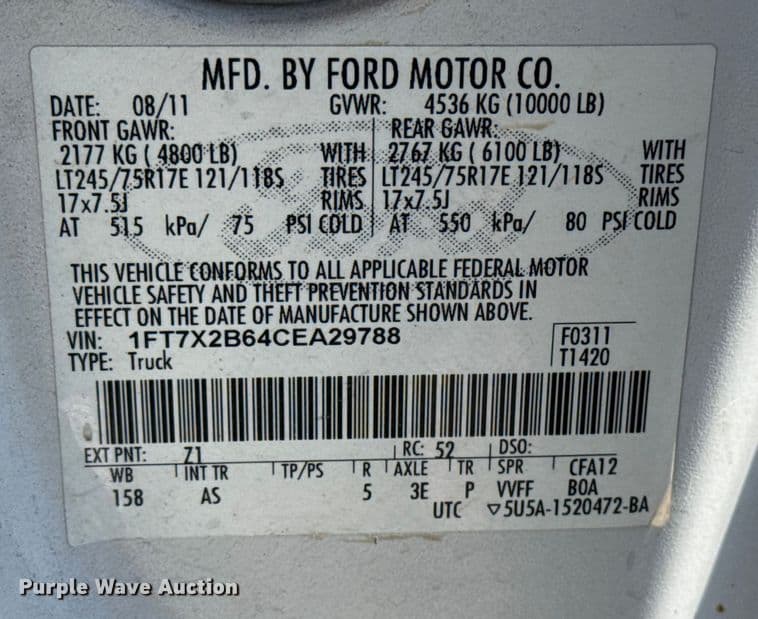 MFD. BY FORD MOTOR CO.
DATE: 08/11 GVWR: 4536 KG (10000 LB)
FRONT GAWR: REAR GAWR:
2177 KG ( 4800 LB) WITH 2767 KG ( 6100 LB) WITH
LT245/75R17E 121/118S TIRES LT245/75R17E 121/118S TIRES
17x7.5J RIMS 17x7.5J RIMS
AT 515 kPa/ 75 PSI COLD AT 550 kPa/ 80 PSI COLD
THIS VEHICLE CONFORMS TO ALL APPLICABLE FEDERAL MOTOR
VEHICLE SAFETY AND THEFT PREVENTION STANDARDS IN
EFFECT ON THE DATE OF MANUFACTURE SHOWN ABOVE.
VIN: 1FT7X2B64CEA29788 F0311
TYPE: Truck T1420
EXT PNT: Z1 RC: 52 DSO:
WB INT TR TP/PS R AXLE TR SPR CFA12
158 AS 5 3E P VVFF BOA
UTC ▽5U5A-1520472-BA
Purple Wave Auction